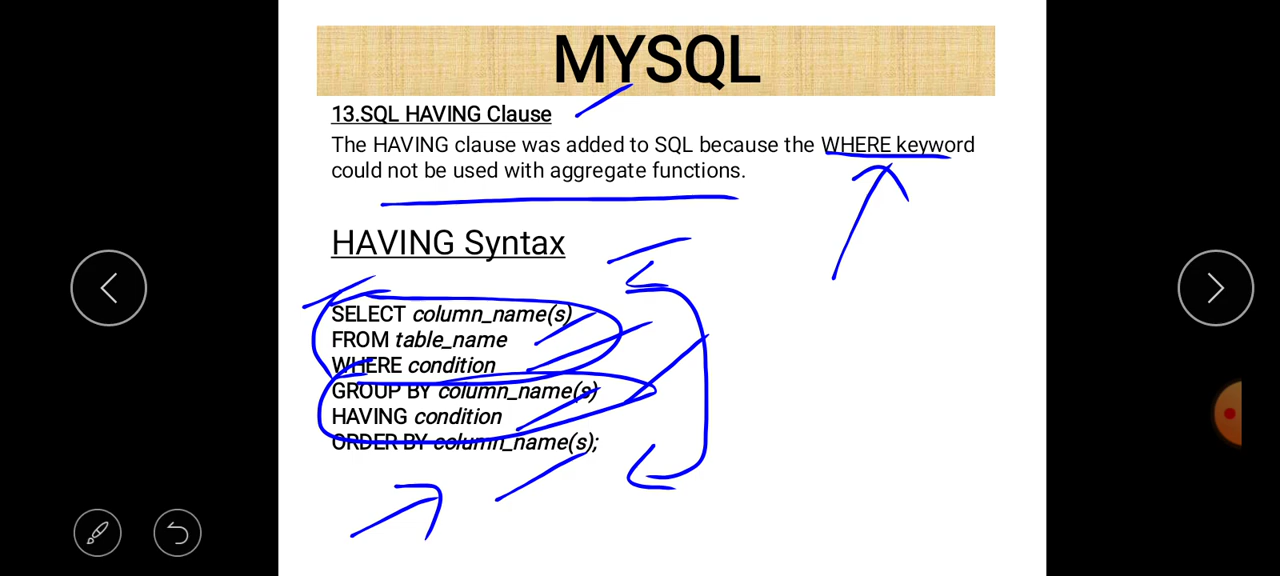 MYSQL
13.SQL HAVING Clause
The HAVING clause was added to SQL because the WHERE keyword
could not be used with aggregate functions.
HAVING Syntax
SELECT column_name(s)
FROM table_name
WHERE condition
GROUP BY column_name(s)
HAVING condition
ORDER BY column_name(s);